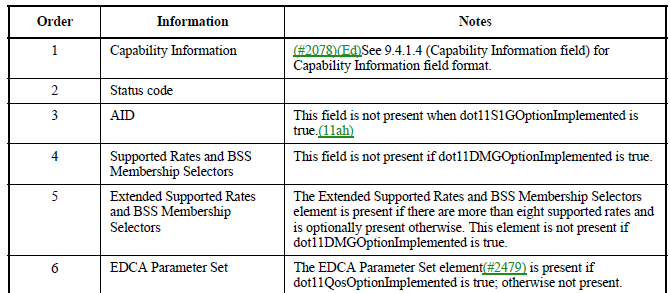 Order Information Notes
1 Capability Information (#2078)(Ed)See 9.4.1.4 (Capability Information field) for
Capability Information field format.
2 Status code
3 AID This field is not present when dot11S1GOptionImplemented is
true.(11ah)
4 Supported Rates and BSS This field is not present if dot11DMGOptionImplemented is true.
Membership Selectors
5 Extended Supported Rates The Extended Supported Rates and BSS Membership Selectors
and BSS Membership element is present if there are more than eight supported rates and
Selectors is optionally present otherwise. This element is not present if
dot11DMGOptionImplemented is true.
6 EDCA Parameter Set The EDCA Parameter Set element(#2479) is present if
dot11QosOptionImplemented is true; otherwise not present.